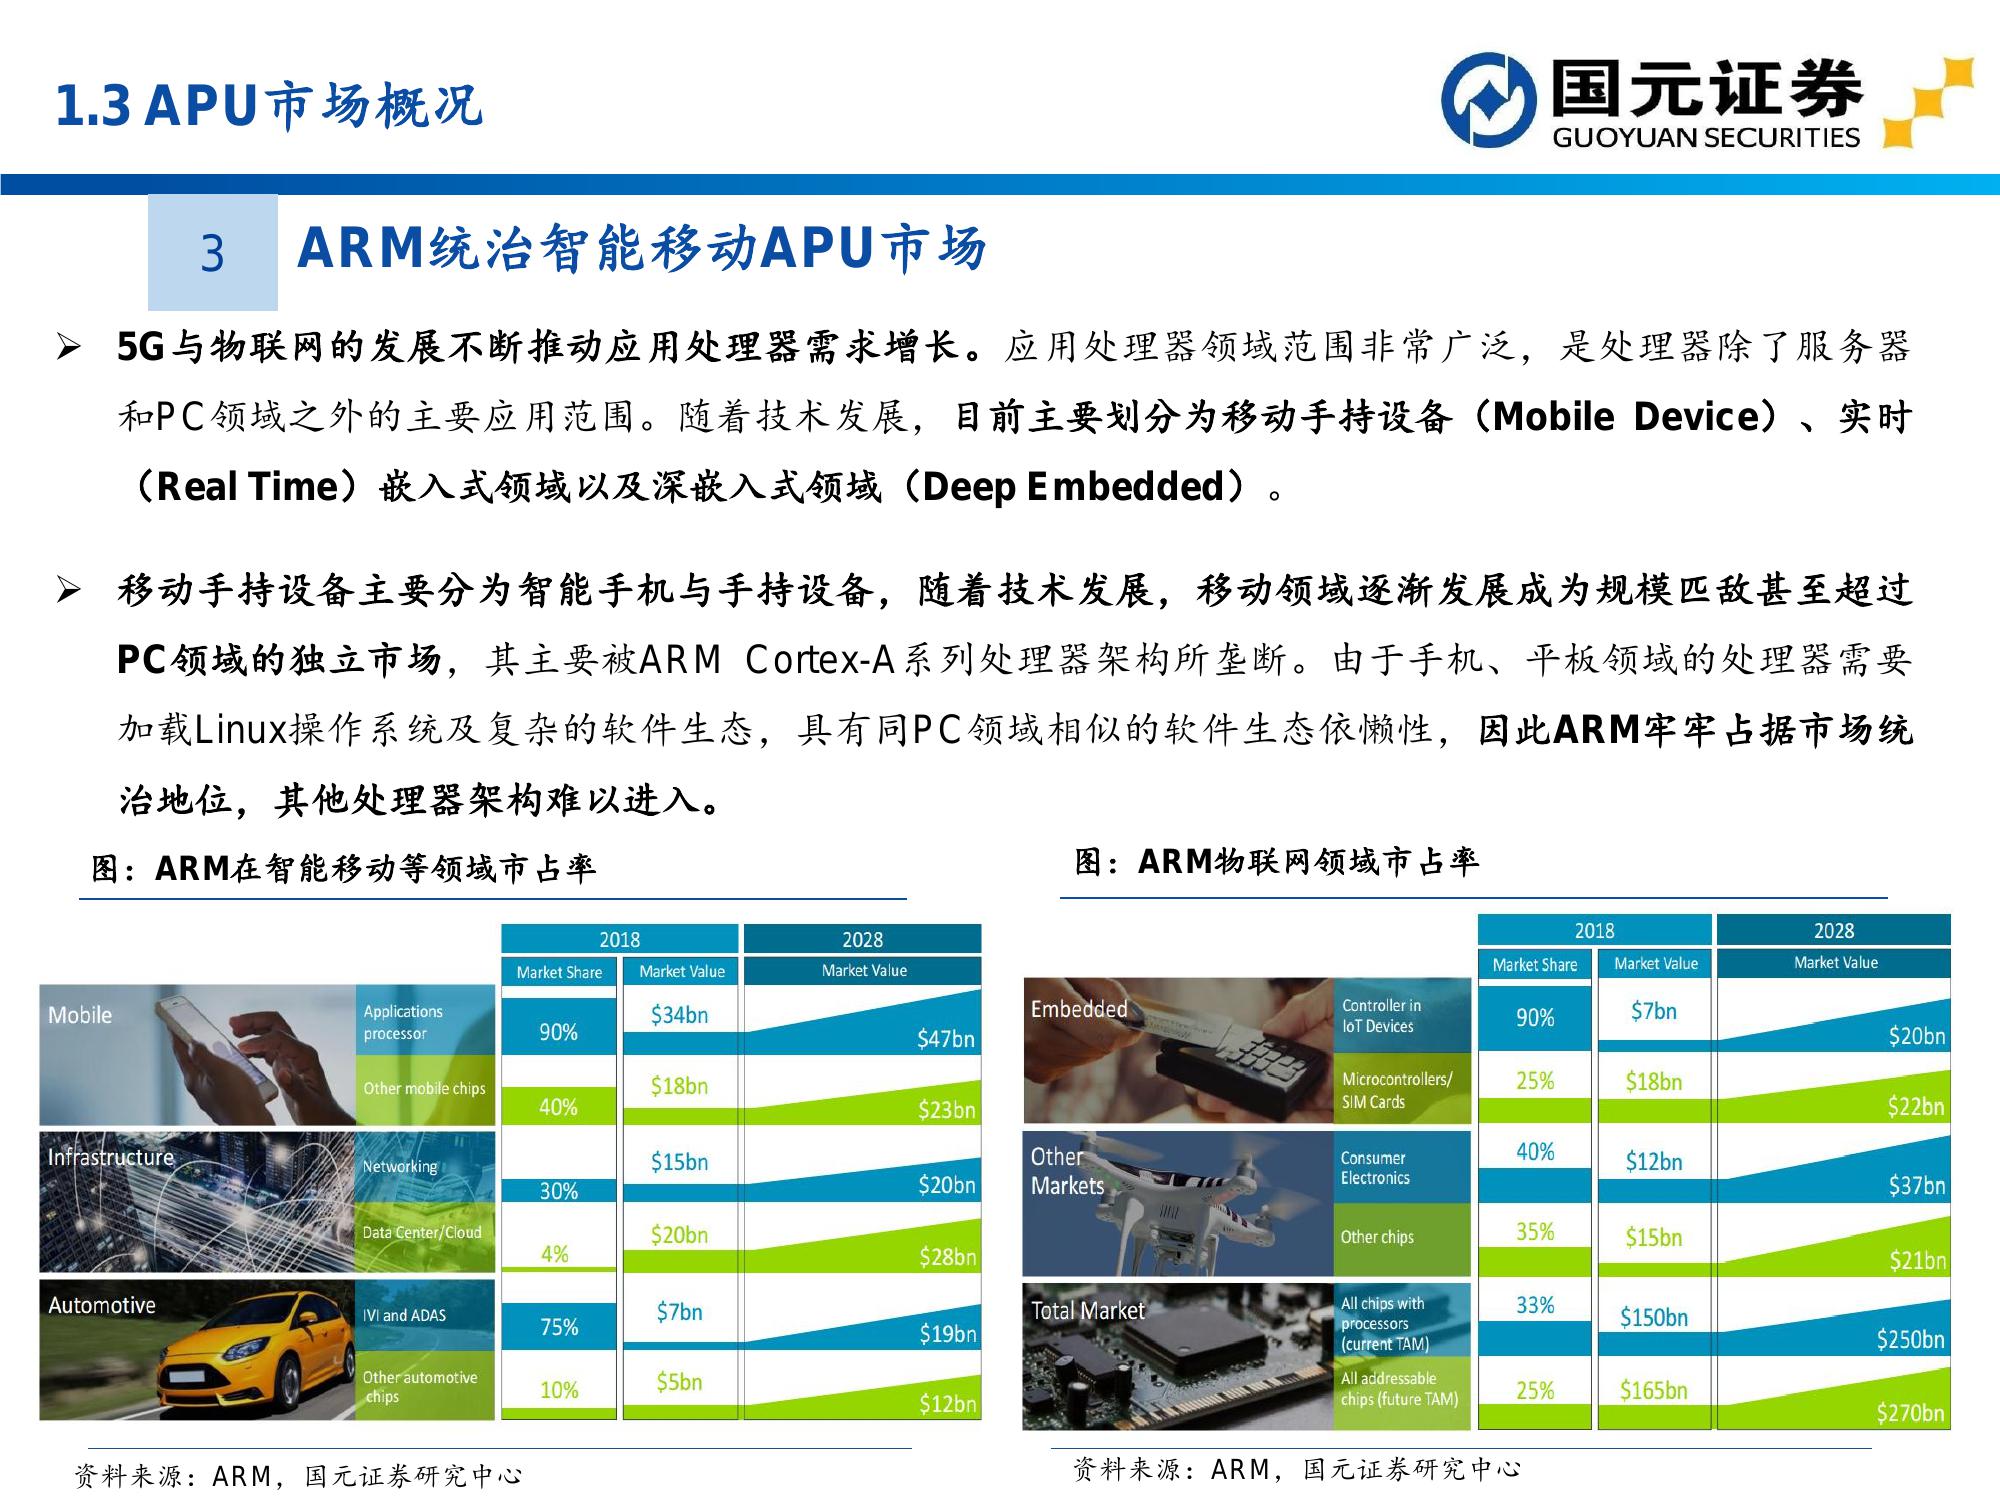 1.3 APU市场概况
国元证券
GUOYUAN SECURITIES
3
ARM统治智能移动APU市场
➢ 5G与物联网的发展不断推动应用处理器需求增长。应用处理器领域范围非常广泛，是处理器除了服务器
和PC领域之外的主要应用范围。随着技术发展，目前主要划分为移动手持设备（Mobile Device）、实时
（Real Time）嵌入式领域以及深嵌入式领域（Deep Embedded）。
➢ 移动手持设备主要分为智能手机与手持设备，随着技术发展，移动领域逐渐发展成为规模匹敌甚至超过
PC领域的独立市场，其主要被ARM Cortex-A系列处理器架构所垄断。由于手机、平板领域的处理器需要
加载Linux操作系统及复杂的软件生态，具有同PC领域相似的软件生态依懒性，因此ARM牢牢占据市场统
治地位，其他处理器架构难以进入。
图：ARM在智能移动等领域市占率
2018
2028
Market Share
Market Value
Market Value
Mobile
Applications
processor
90%
$34bn
$47bn
Other mobile chips
40%
$18bn
$23bn
Infrastructure
Networking
30%
$15bn
$20bn
Data Center/Cloud
4%
$20bn
$28bn
Automotive
IVI and ADAS
75%
$7bn
$19bn
Other automotive
chips
10%
$5bn
$12bn
资料来源：ARM，国元证券研究中心
图：ARM物联网领域市占率
2018
2028
Market Share
Market Value
Market Value
Embedded
Controller in
IoT Devices
90%
$7bn
$20bn
Microcontrollers/
SIM Cards
25%
$18bn
$22bn
Other
Markets
Consumer
Electronics
40%
$12bn
$37bn
Other chips
35%
$15bn
$21bn
Total Market
All chips with
processors
(current TAM)
33%
$150bn
$250bn
All addressable
chips (future TAM)
25%
$165bn
$270bn
资料来源：ARM，国元证券研究中心